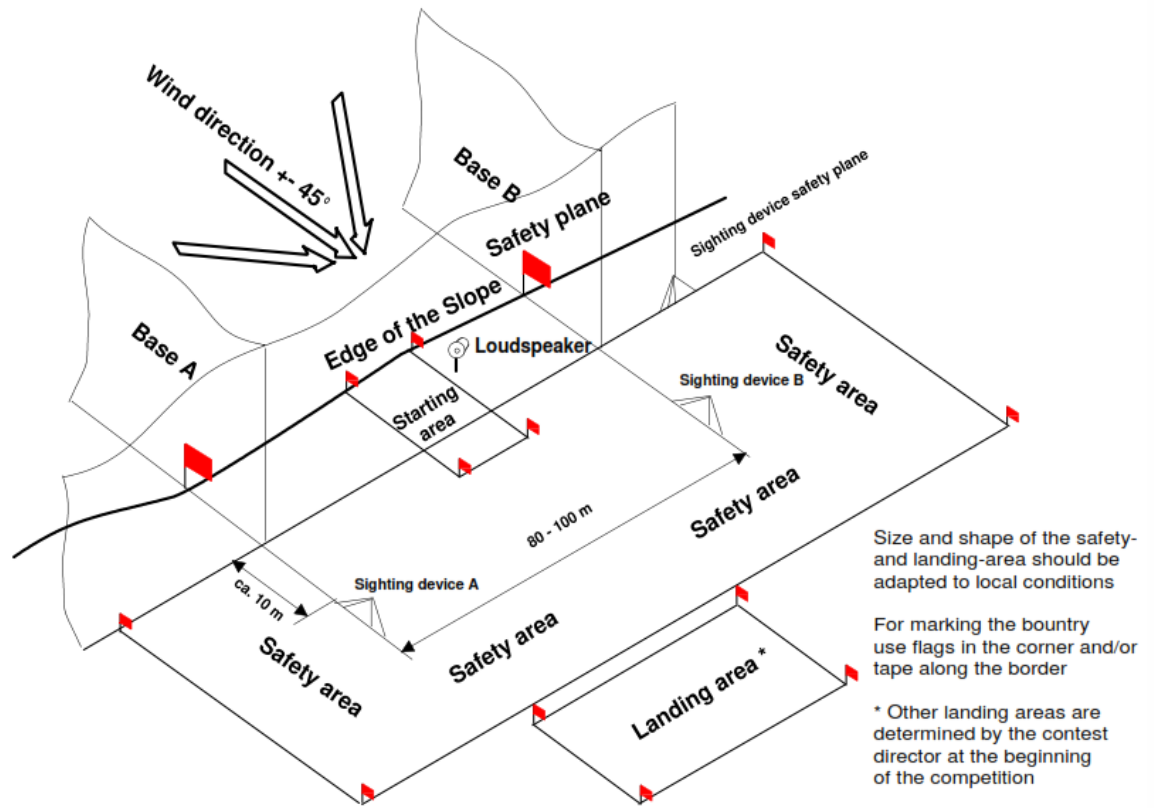 Wind direction +- 45°
Base B
Safety plane
Sighting device safety plane
Base A
Edge of the Slope
Loudspeaker
Safety area
Sighting device B
Starting
area
Safety area
80 - 100 m
Sighting device A
ca. 10 m
Safety area
Safety area
Landing area *
Size and shape of the safety-
and landing-area should be
adapted to local conditions
For marking the bountry
use flags in the corner and/or
tape along the border
* Other landing areas are
determined by the contest
director at the beginning
of the competition